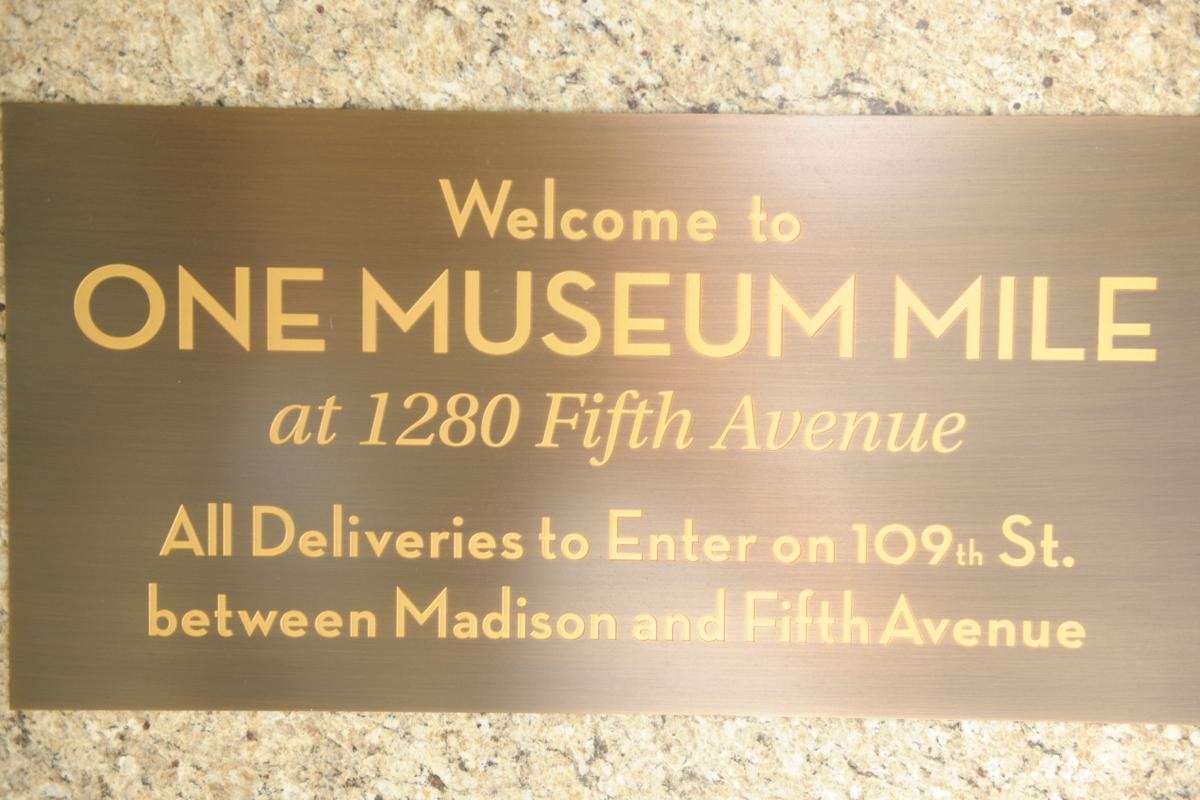 Welcome to
ONE MUSEUM MILE
at 1280 Fifth Avenue
All Deliveries to Enter on 109th St.
between Madison and Fifth Avenue